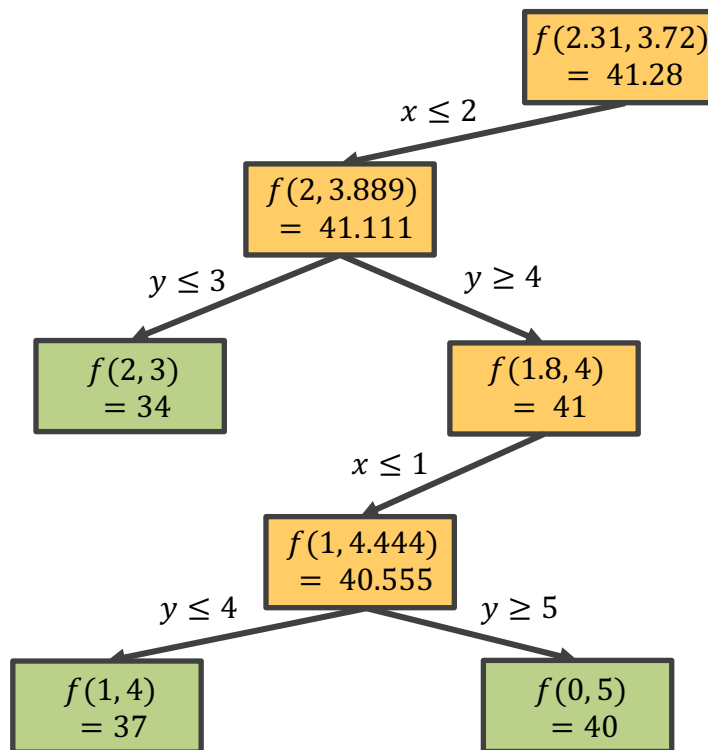 f(2.31, 3.72)
= 41.28
x ≤ 2
f(2, 3.889)
= 41.111
y ≤ 3
y ≥ 4
f(2, 3)
= 34
f(1.8, 4)
= 41
x ≤ 1
f(1, 4.444)
= 40.555
y ≤ 4
y ≥ 5
f(1, 4)
= 37
f(0, 5)
= 40